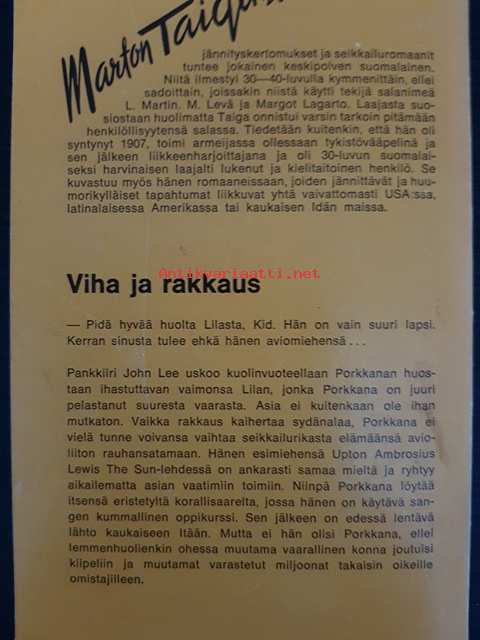 Marton Taigan
jännityskertomukset ja seikkailuromaanit
tuntee jokainen keskipolven suomalainen.
Niitä ilmestyi 30—40-luvulla kymmenittäin, ellei
sadoittain, joissakin niistä käytti tekijä salanimeä
L. Martin. M. Levä ja Margot Lagarto. Laajasta suo-
siostaan huolimatta Taiga onnistui varsin tarkoin pitämään
henkilöllisyytensä salassa. Tiedetään kuitenkin, että hän oli
syntynyt 1907, toimi armeijassa ollessaan tykistövääpelinä ja
sen jälkeen liikkeenharjoittajana ja oli 30-luvun suomalai-
seksi harvinaisen laajalti lukenut ja kielitaitoinen henkilö. Se
kuvastuu myös hänen romaaneissaan, joiden jännittävät ja huu-
morikylläiset tapahtumat liikkuvat yhtä vaivattomasti USA:ssa,
latinalaisessa Amerikassa tai kaukaisen Idän maissa.
Antikvariaatti.net
Viha ja rakkaus
— Pidä hyvää huolta Lilasta, Kid. Hän on vain suuri lapsi.
Kerran sinusta tulee ehkä hänen aviomiehensä...
Pankkiiri John Lee uskoo kuolinvuoteellaan Porkkanan huos-
taan ihastuttavan vaimonsa Lilan, jonka Porkkana on juuri
pelastanut suuresta vaarasta. Asia ei kuitenkaan ole ihan
mutkaton. Vaikka rakkaus kaihertaa sydänalaa, Porkkana ei
vielä tunne voivansa vaihtaa seikkailurikasta elämäänsä avio-
liiton rauhansatamaan. Hänen esimiehensä Upton Ambrosius
Lewis The Sun-lehdessä on ankarasti samaa mieltä ja ryhtyy
aikailematta asian vaatimiin toimiin. Niinpä Porkkana löytää
itsensä eristetyltä korallisaarelta, jossa hänen on käytävä san-
gen kummallinen oppikurssi. Sen jälkeen on edessä lentävä
lähtö kaukaiseen Itään. Mutta ei hän olisi Porkkana, ellei
lemmenhuolienkin ohessa muutama vaarallinen konna joutuisi
kiipeliin ja muutamat varastetut miljoonat takaisin oikeille
omistajilleen.